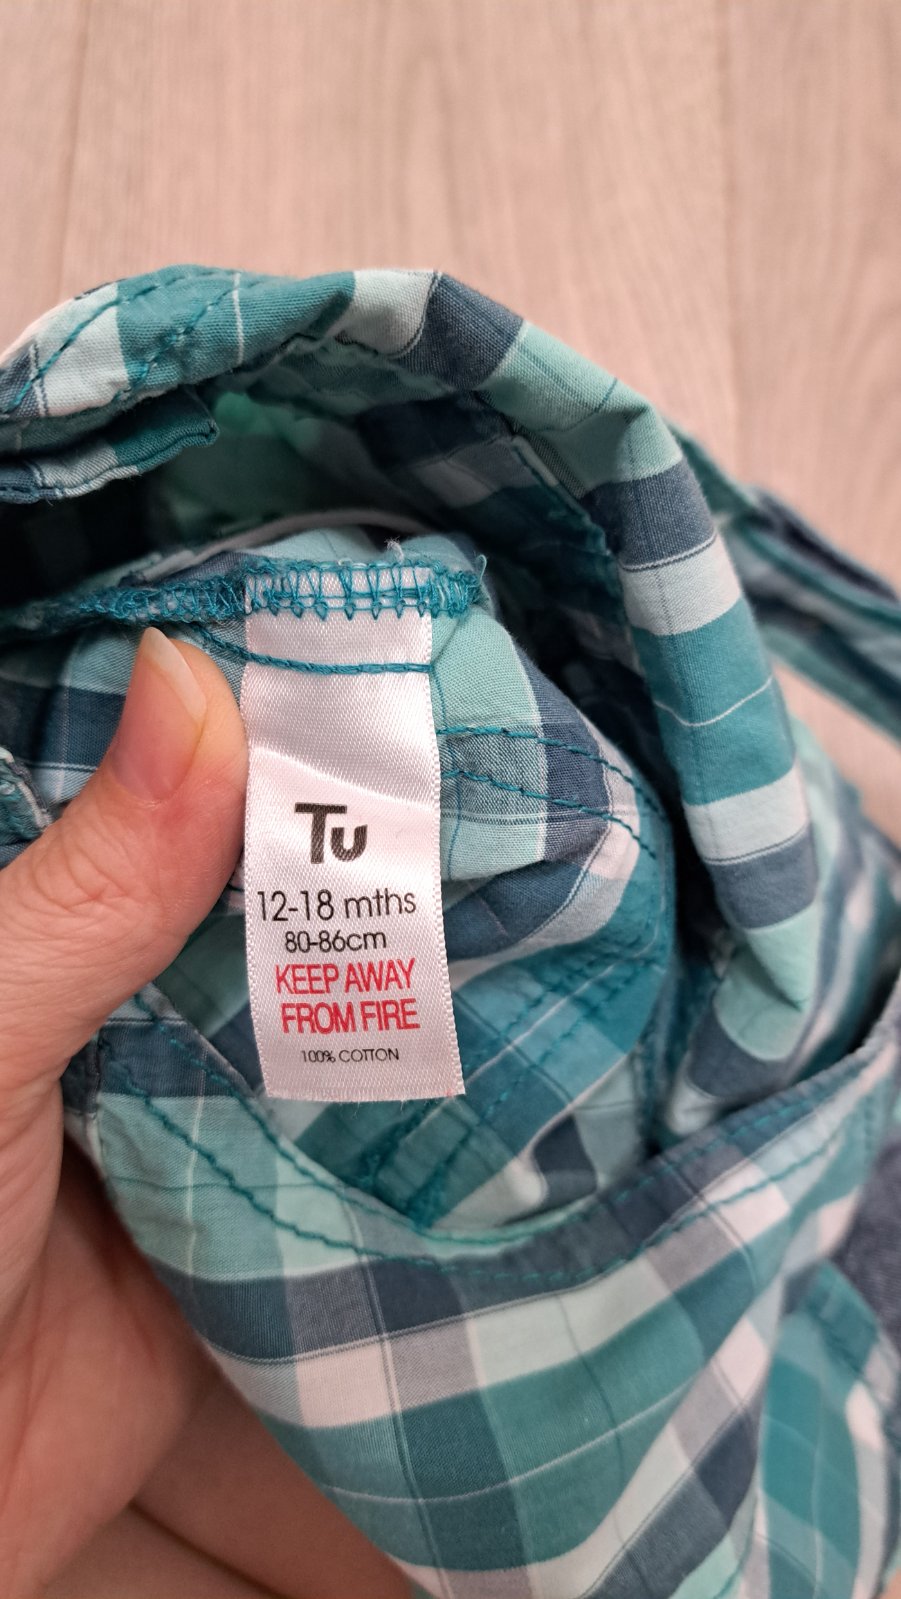 Tu
12-18 mths
80-86cm
KEEP AWAY
FROM FIRE
100% COTTON